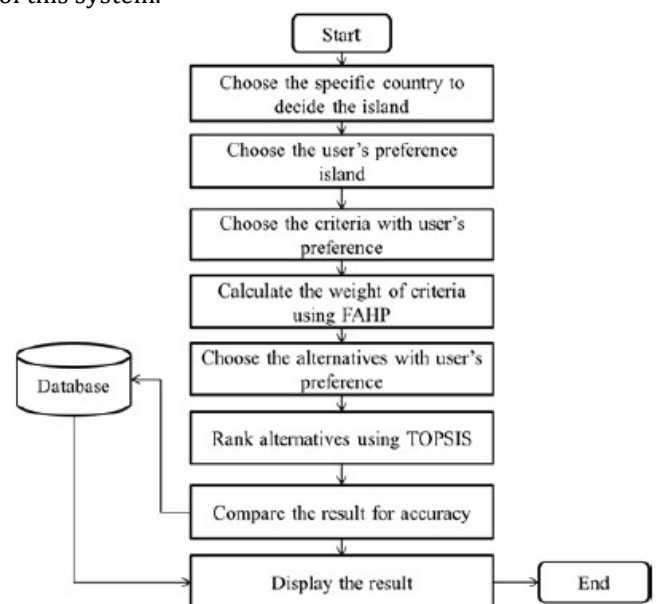 of this system.
Start
Choose the specific country to
decide the island
Choose the user's preference
island
Choose the criteria with user's
preference
Calculate the weight of criteria
using FAHP
Choose the alternatives with user's
preference
Database
Rank alternatives using TOPSIS
Compare the result for accuracy
Display the result
End